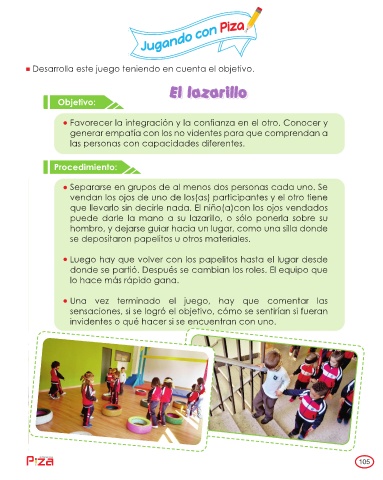 Jugando con Piza
Desarrolla este juego teniendo en cuenta el objetivo.
El lazarillo
Objetivo:
Favorecer la integración y la confianza en el otro. Conocer y
generar empatía con los no videntes para que comprendan a
las personas con capacidades diferentes.
Procedimiento:
Separarse en grupos de al menos dos personas cada uno. Se
vendan los ojos de uno de los(as) participantes y el otro tiene
que llevarlo sin decirle nada. El niño(a)con los ojos vendados
puede darle la mano a su lazarillo, o sólo ponerla sobre su
hombro, y dejarse guiar hacia un lugar, como una silla donde
se depositaron papelitos u otros materiales.
Luego hay que volver con los papelitos hasta el lugar desde
donde se partió. Después se cambian los roles. El equipo que
lo hace más rápido gana.
Una vez terminado el juego, hay que comentar las
sensaciones, si se logró el objetivo, cómo se sentirían si fueran
invidentes o qué hacer si se encuentran con uno.
Piza
105